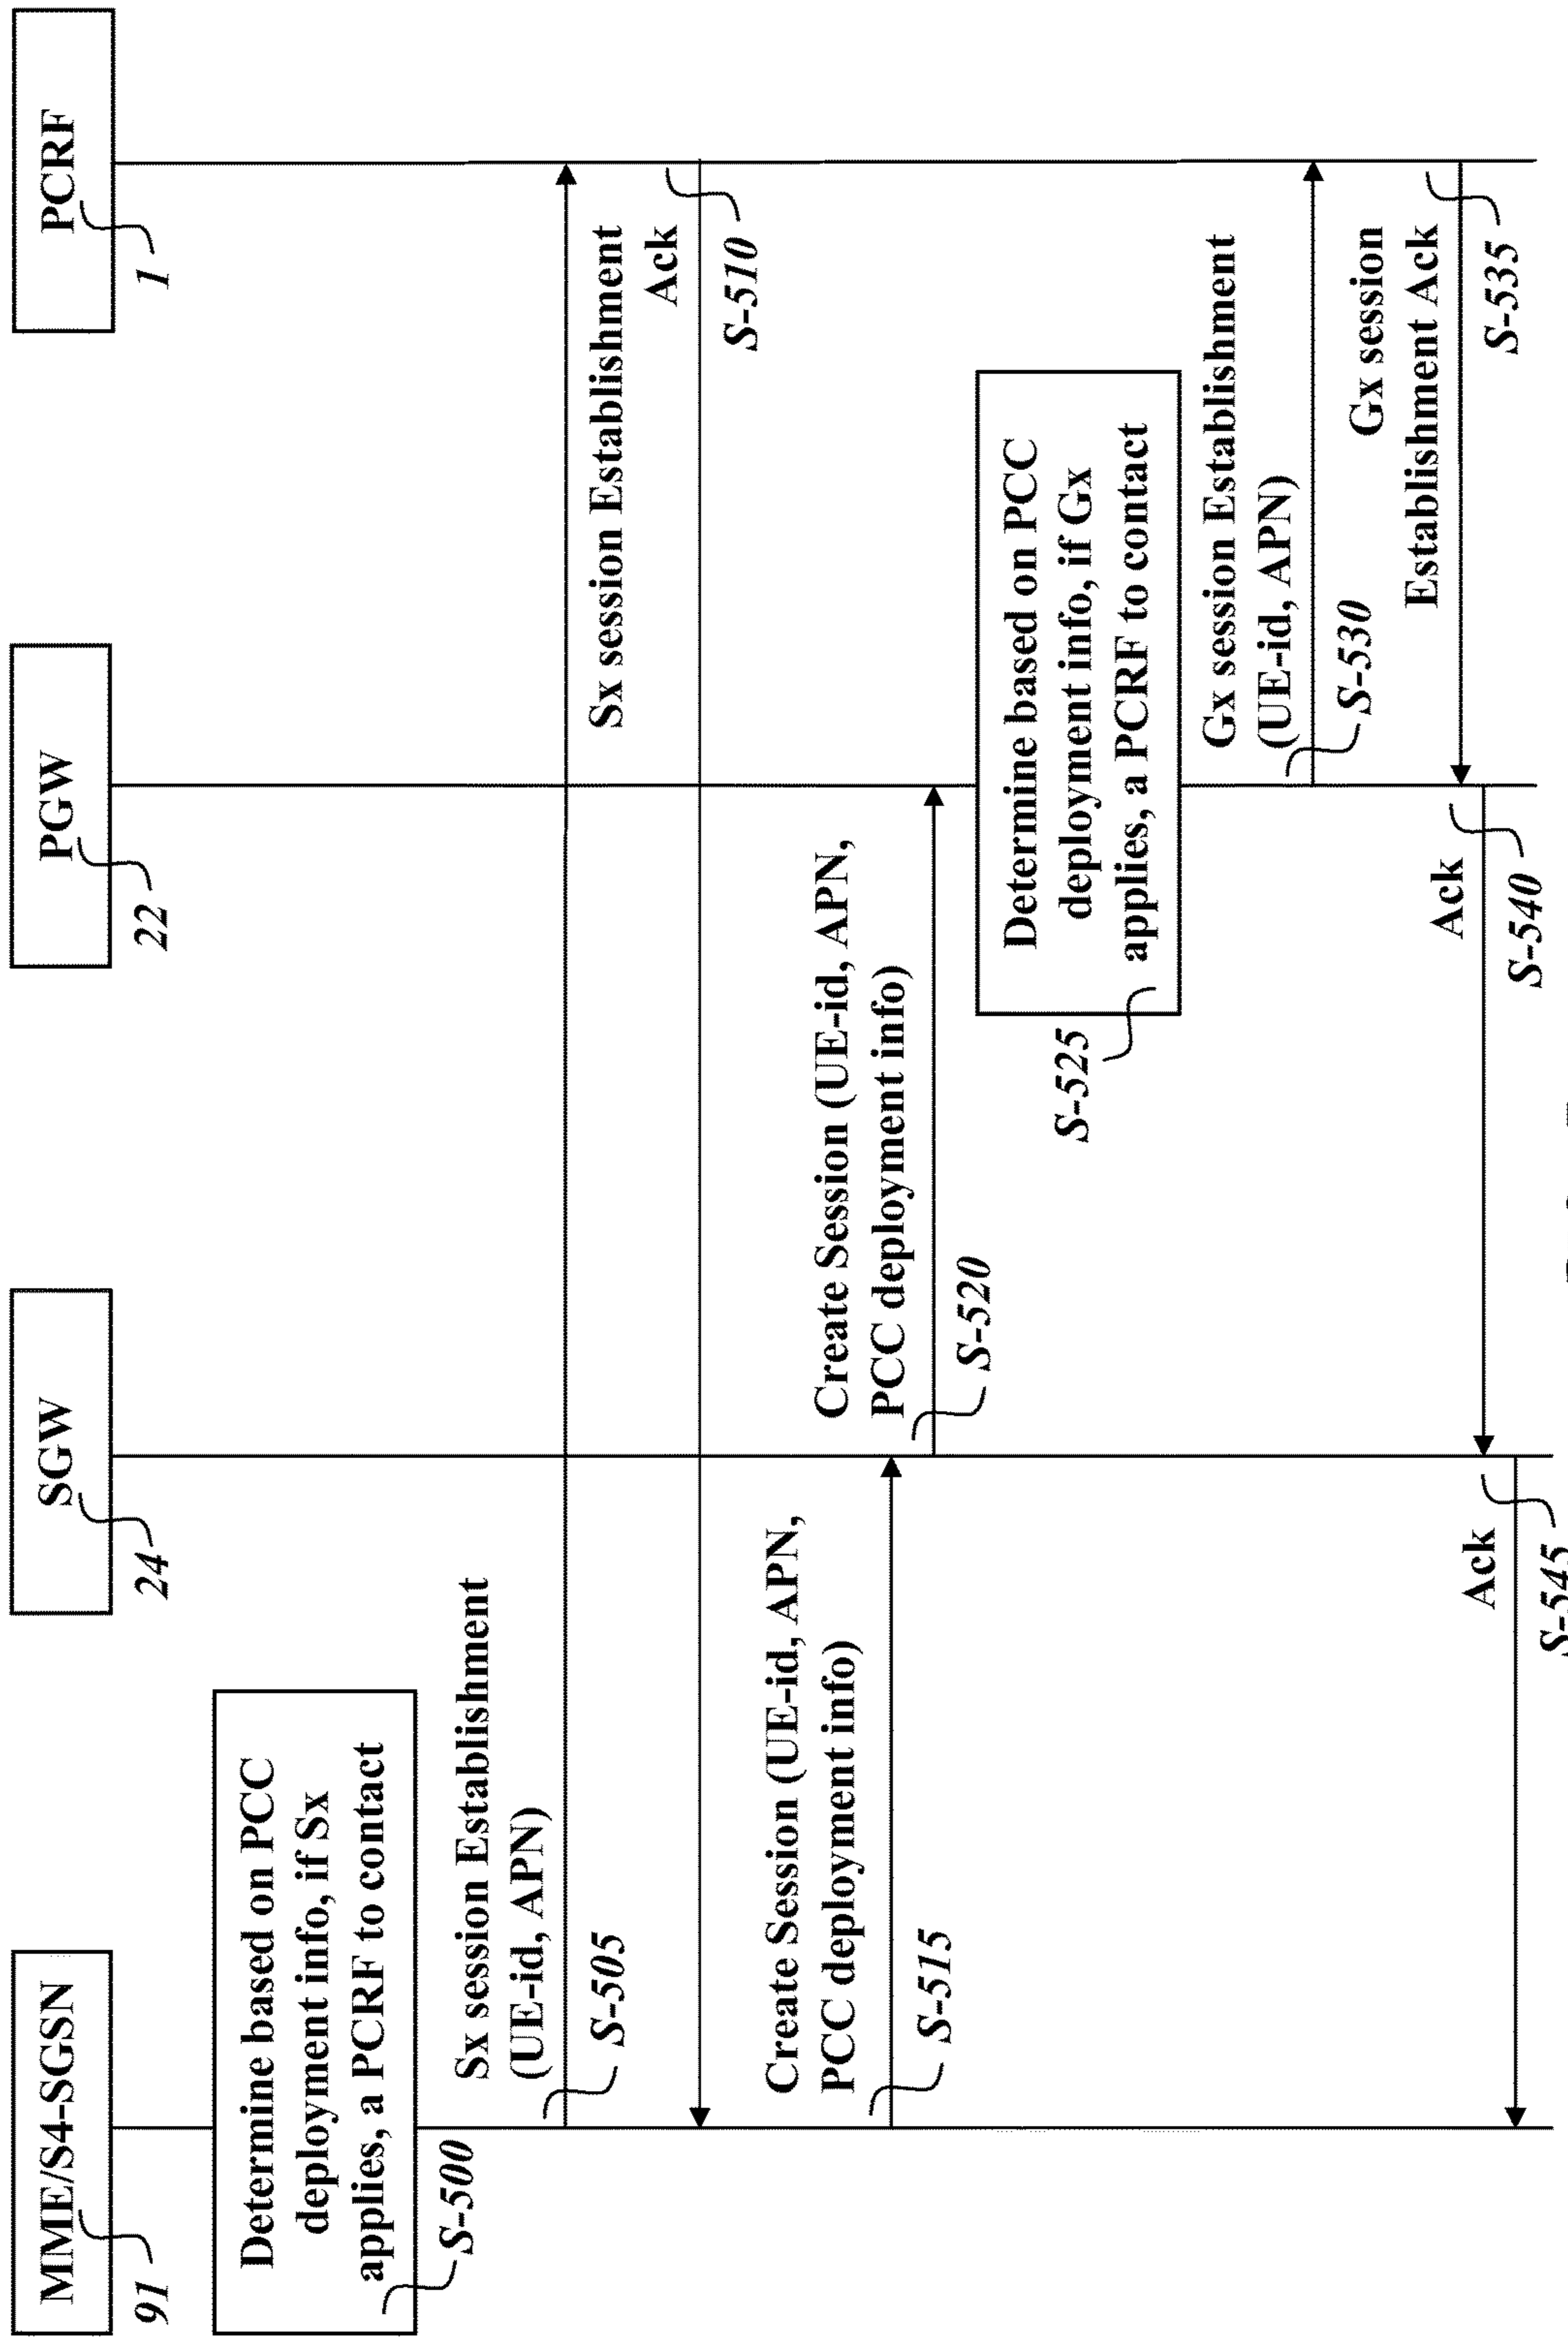 MME/S4-SGSN
91
SGW
24
PGW
22
PCRF
1
Determine based on PCC
deployment info, if Sx
applies, a PCRF to contact
S-500
Sx session Establishment
(UE-id, APN)
S-505
Sx session Establishment
Ack
S-510
Create Session (UE-id, APN,
PCC deployment info)
S-515
Create Session (UE-id, APN,
PCC deployment info)
S-520
Determine based on PCC
deployment info, if Gx
applies, a PCRF to contact
S-525
Gx session Establishment
(UE-id, APN)
S-530
Gx session
Establishment Ack
S-535
Ack
S-540
Ack
S-545